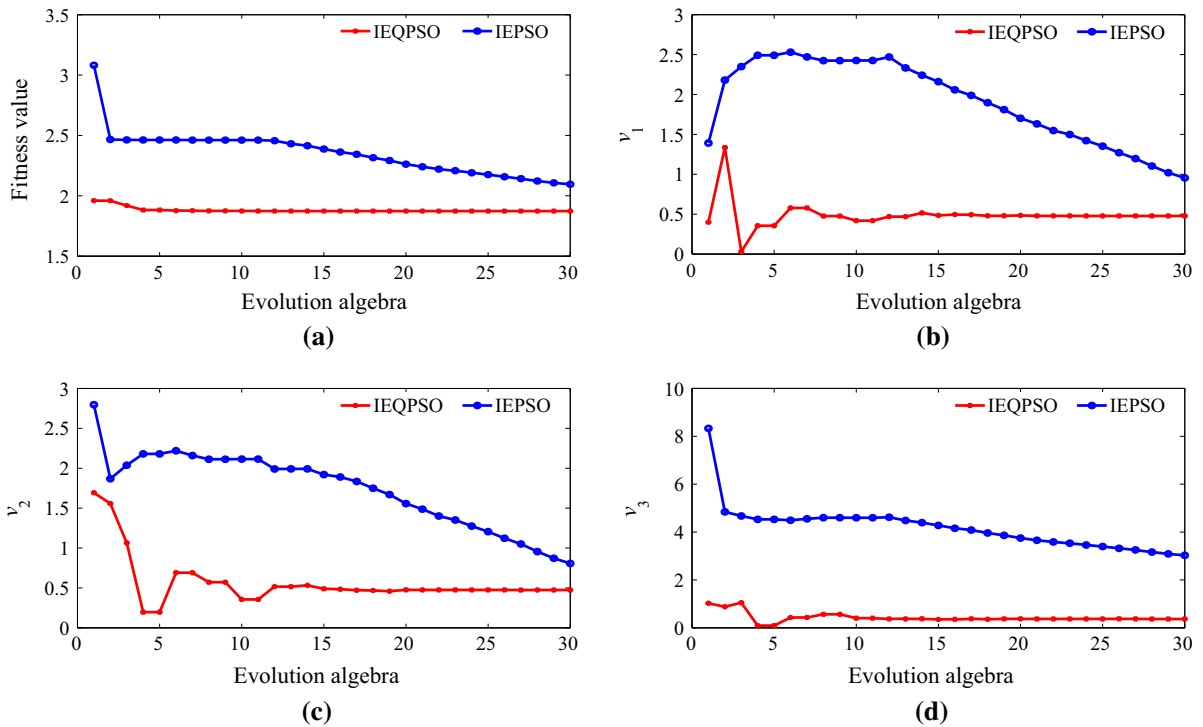 3.5
IEQPSO IEPSO
3
2.5
2
1.5
Fitness value
0 5 10 15 20 25 30
Evolution algebra
(a)
3
IEQPSO IEPSO
2.5
2
1.5
1
0.5
0
v1
0 5 10 15 20 25 30
Evolution algebra
(b)
3
IEQPSO IEPSO
2.5
2
1.5
1
0.5
0
v2
0 5 10 15 20 25 30
Evolution algebra
(c)
10
IEQPSO IEPSO
8
6
4
2
0
v3
0 5 10 15 20 25 30
Evolution algebra
(d)